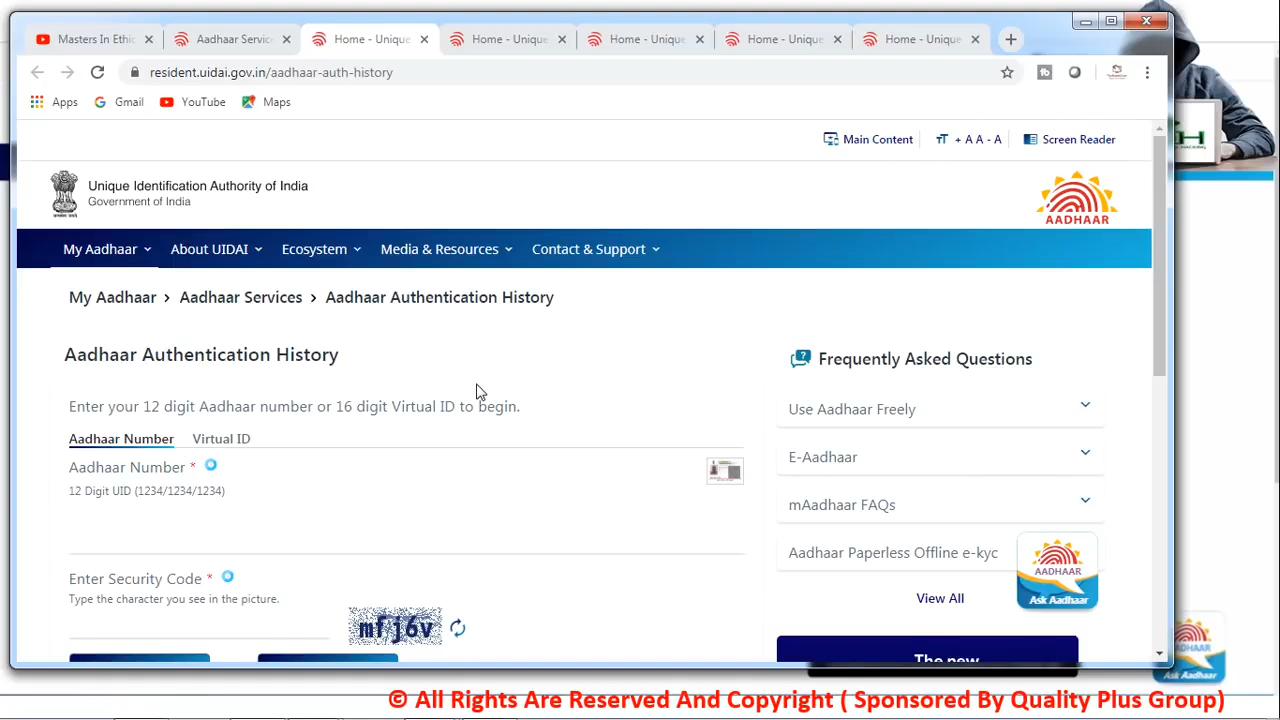 Masters In Ethic
Aadhaar Servic
Home - Unique
Home - Unique
Home - Unique
Home - Unique
Home - Unique
resident.uidai.gov.in/aadhaar-auth-history
Apps
Gmail
YouTube
Maps
Main Content
TT + A A - A
Screen Reader
Unique Identification Authority of India
Government of India
AADHAAR
My Aadhaar
About UIDAI
Ecosystem
Media & Resources
Contact & Support
My Aadhaar > Aadhaar Services > Aadhaar Authentication History
Aadhaar Authentication History
Enter your 12 digit Aadhaar number or 16 digit Virtual ID to begin.
Aadhaar Number
Virtual ID
Aadhaar Number *
12 Digit UID (1234/1234/1234)
Enter Security Code *
Type the character you see in the picture.
Frequently Asked Questions
Use Aadhaar Freely
E-Aadhaar
mAadhaar FAQs
Aadhaar Paperless Offline e-kyc
AADHAAR
Ask Aadhaar
View All
The new
Ask Aadhaar
© All Rights Are Reserved And Copyright ( Sponsored By Quality Plus Group)